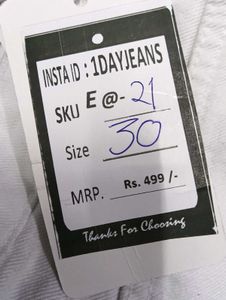 INSTA ID : 1DAYJEANS
SKU E @- 21
Size 30
MRP. Rs. 499 /-
Thanks For Choosing